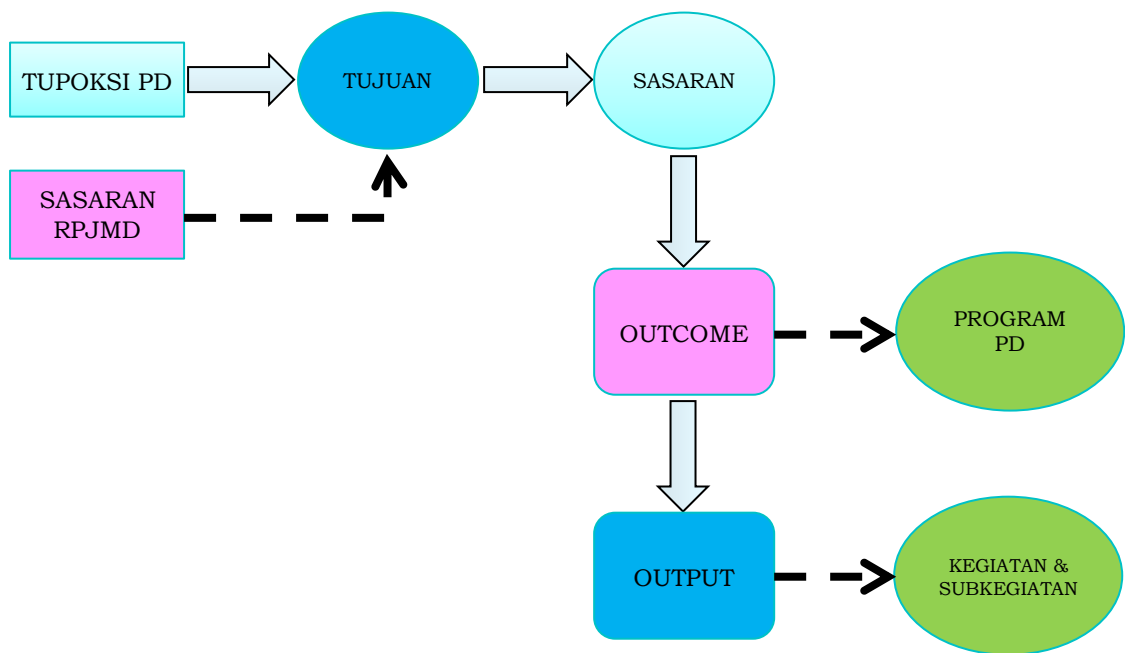 TUPOKSI PD
TUJUAN
SASARAN
SASARAN
RPJMD
OUTCOME
PROGRAM
PD
OUTPUT
KEGIATAN &
SUBKEGIATAN